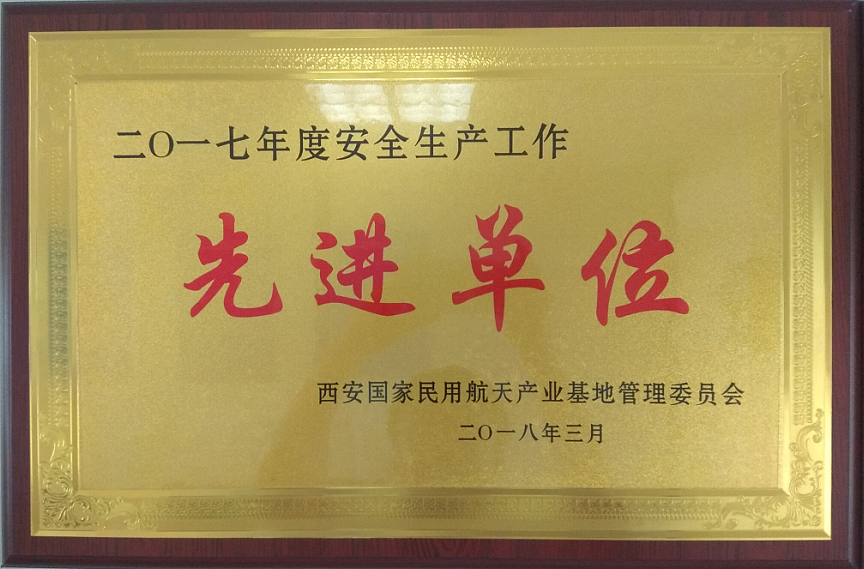 二〇一七年度安全生产工作
先进单位
西安国家民用航天产业基地管理委员会
二〇一八年三月